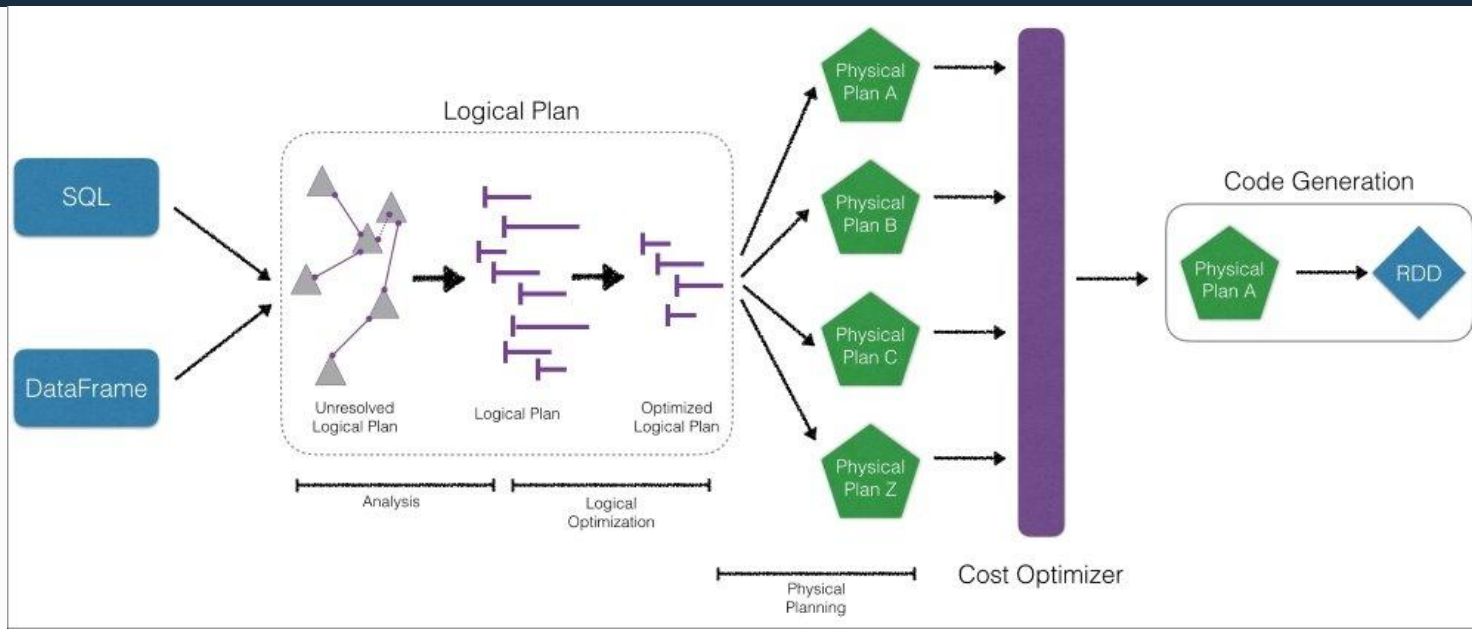 Logical Plan
SQL
DataFrame
Unresolved
Logical Plan
Logical Plan
Optimized
Logical Plan
Analysis
Logical
Optimization
Physical
Plan A
Physical
Plan B
Physical
Plan C
Physical
Plan Z
Physical
Planning
Cost Optimizer
Code Generation
Physical
Plan A
RDD